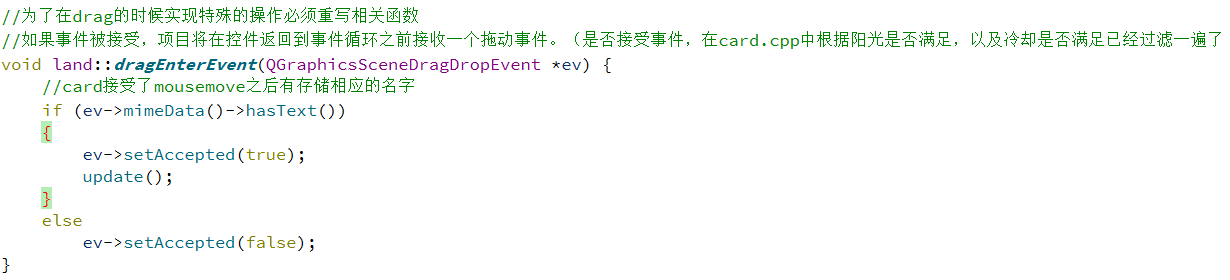 //为了在drag的时候实现特殊的操作必须重写相关函数
//如果事件被接受，项目将在控件返回到事件循环之前接收一个拖动事件。（是否接受事件，在card.cpp中根据阳光是否满足，以及冷却是否满足已经过滤一遍了
void land::dragEnterEvent(QGraphicsSceneDragDropEvent *ev) {
    //card接受了mousemove之后有存储相应的名字
    if (ev->mimeData()->hasText())
    {
        ev->setAccepted(true);
        update();
    }
    else
        ev->setAccepted(false);
}